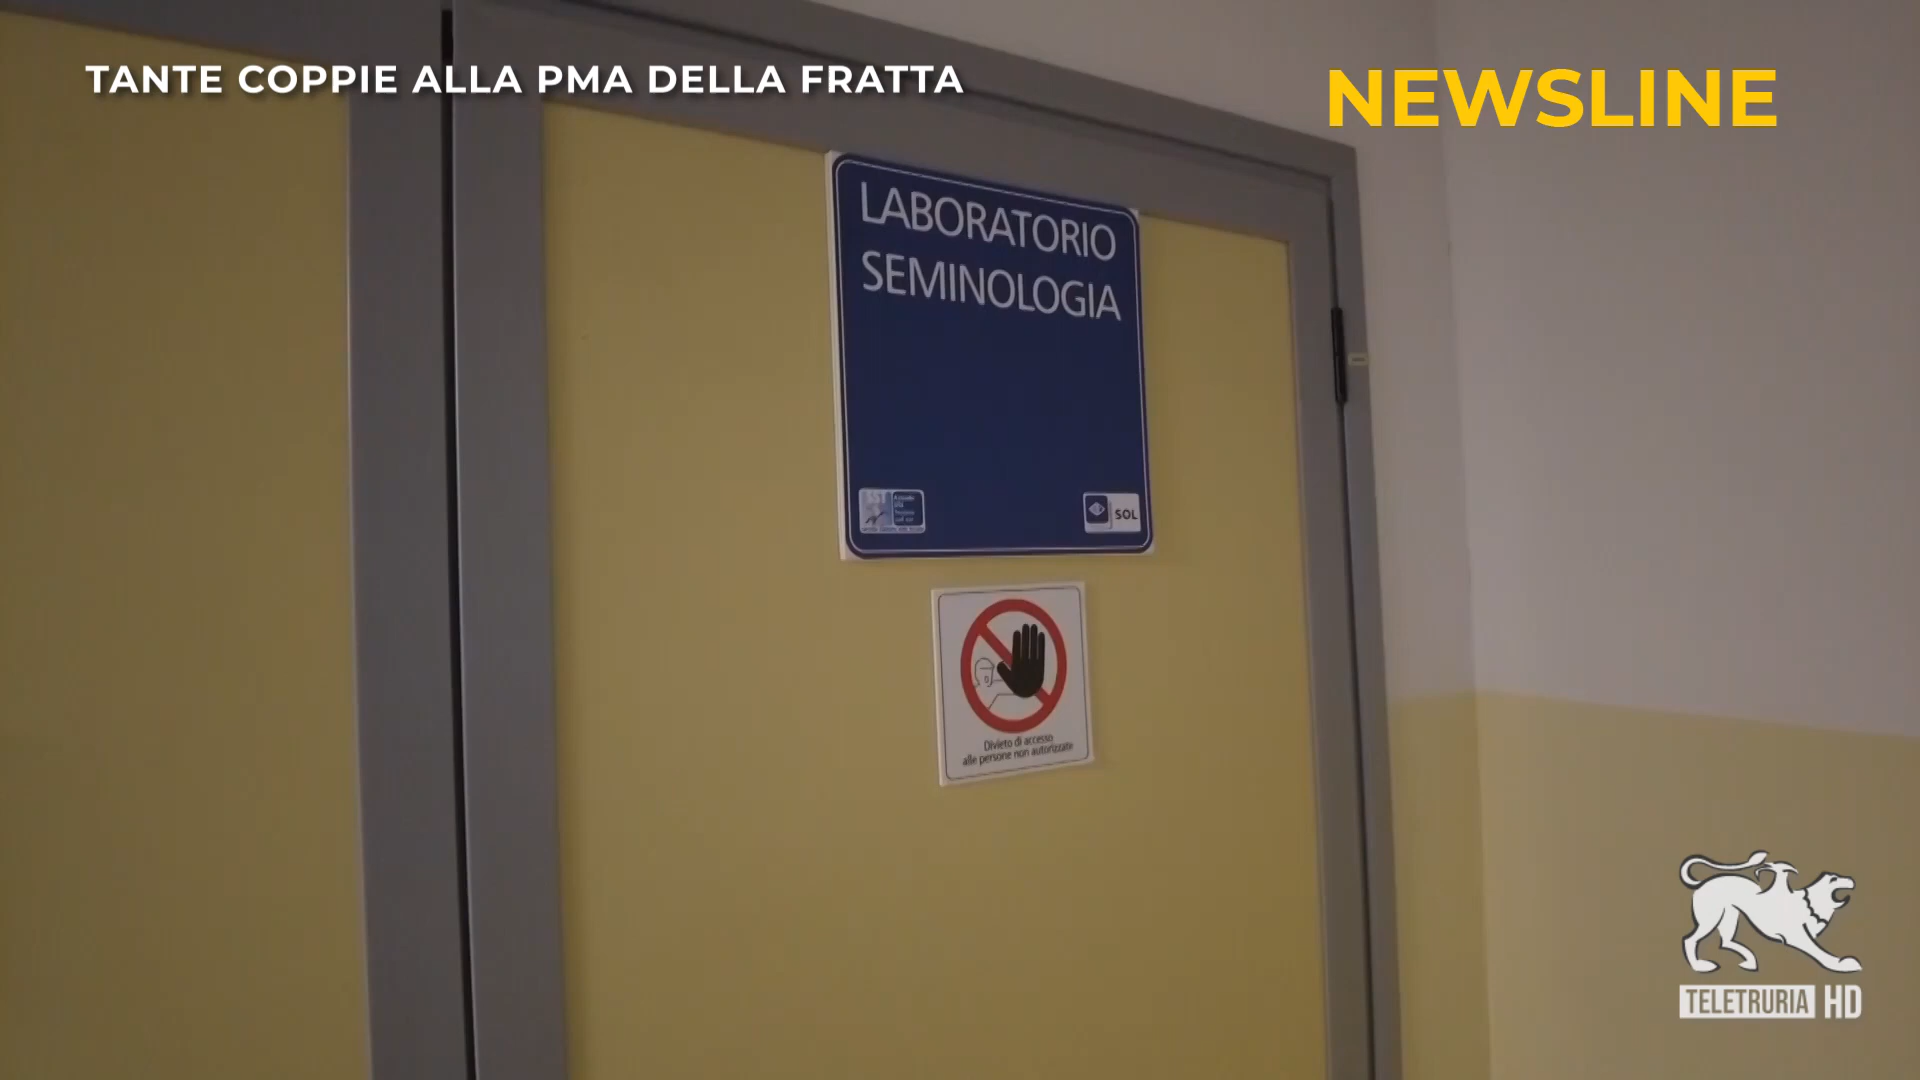 TANTE COPPIE ALLA PMA DELLA FRATTA
NEWSLINE
LABORATORIO
SEMINOLOGIA
SOL
Divieto di accesso
alle persone non autorizzate
TELETRURIA HD